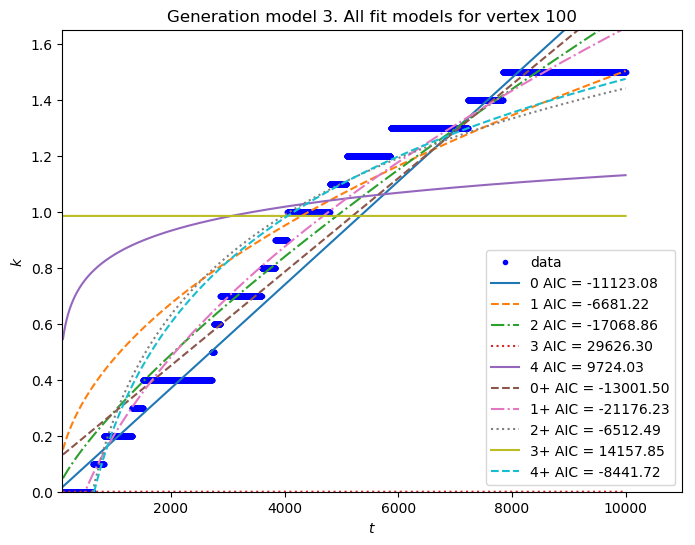 Generation model 3. All fit models for vertex 100
1.6
1.4
1.2
1.0
0.8
0.6
0.4
0.2
0.0
k
2000
4000
6000
8000
10000
t
data
0 AIC = -11123.08
1 AIC = -6681.22
2 AIC = -17068.86
3 AIC = 29626.30
4 AIC = 9724.03
0+ AIC = -13001.50
1+ AIC = -21176.23
2+ AIC = -6512.49
3+ AIC = 14157.85
4+ AIC = -8441.72